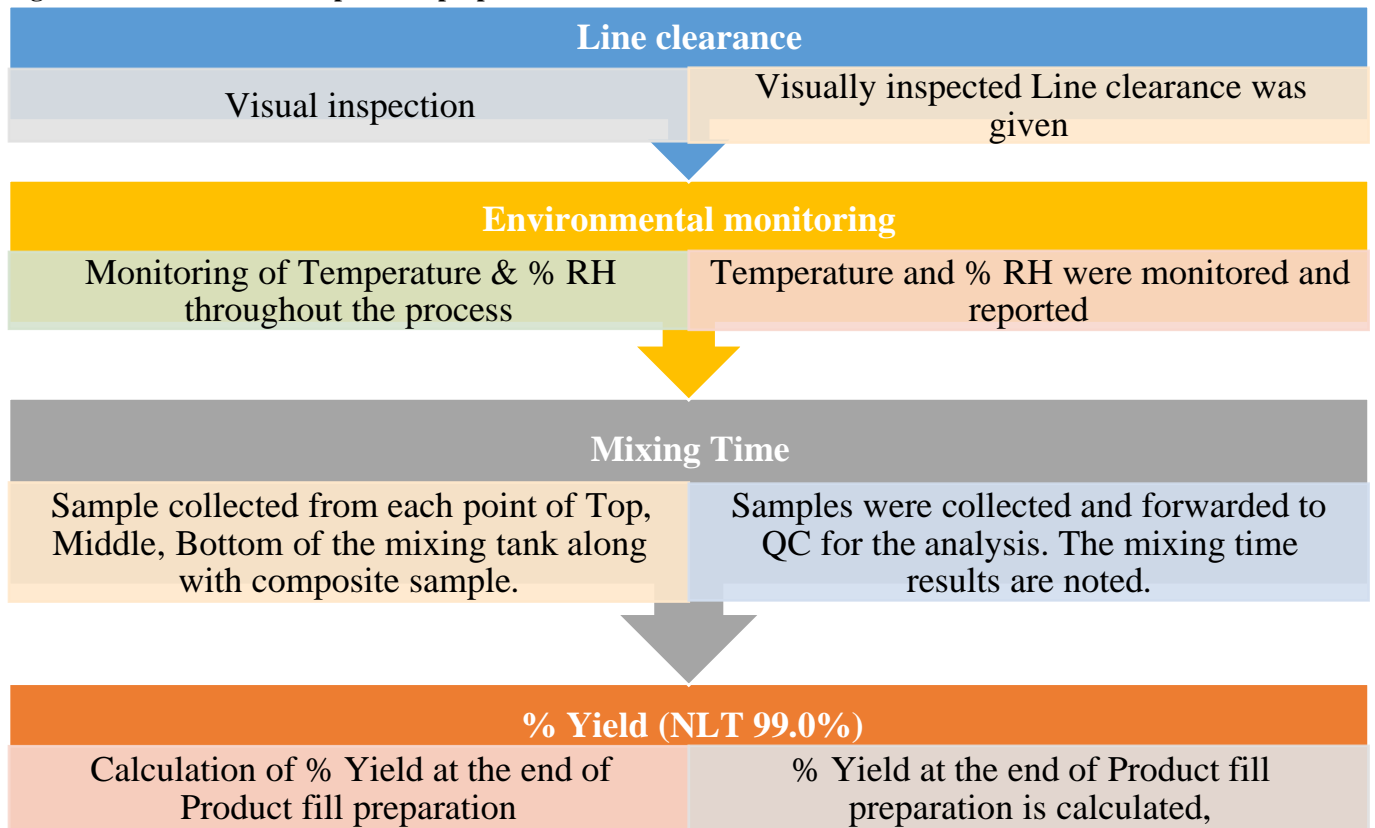 Line clearance
Visual inspection
Visually inspected Line clearance was
given
Environmental monitoring
Monitoring of Temperature & % RH
throughout the process
Temperature and % RH were monitored and
reported
Mixing Time
Sample collected from each point of Top,
Middle, Bottom of the mixing tank along
with composite sample.
Samples were collected and forwarded to
QC for the analysis. The mixing time
results are noted.
% Yield (NLT 99.0%)
Calculation of % Yield at the end of
Product fill preparation
% Yield at the end of Product fill
preparation is calculated,